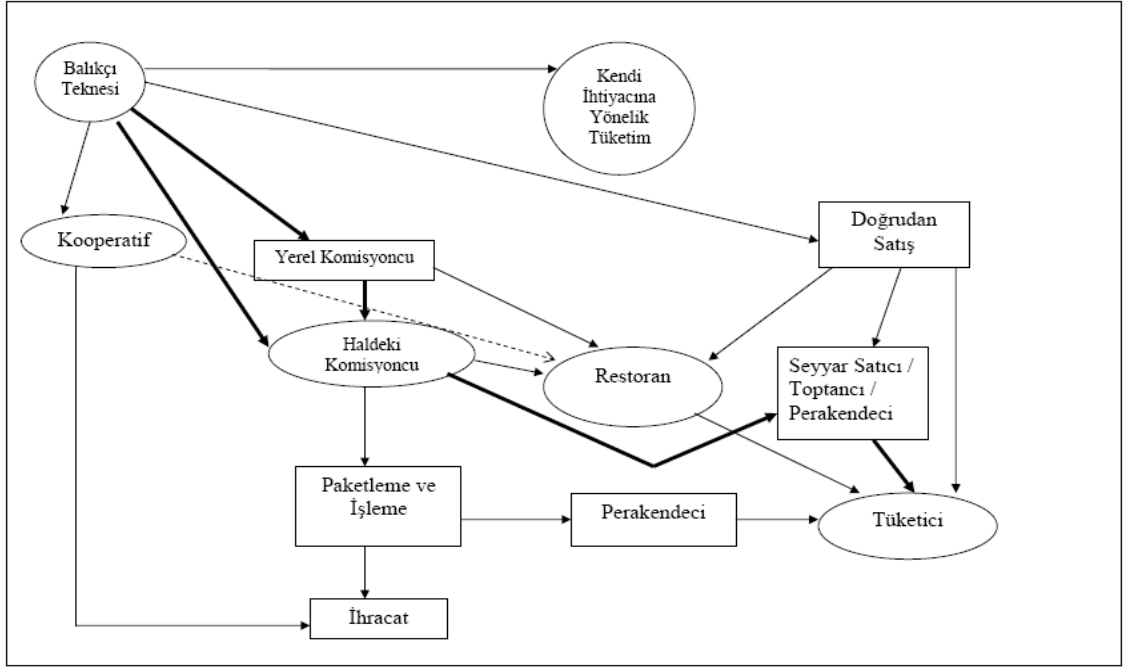 Balıkçı
Teknesi
Kendi
İhtiyacına
Yönelik
Tüketim
Kooperatif
Yerel Komisyoncu
Doğrudan
Satış
Haldeki
Komisyoncu
Restoran
Seyyar Satıcı /
Toptancı /
Perakendeci
Paketleme ve
İşleme
Perakendeci
Tüketici
İhracat